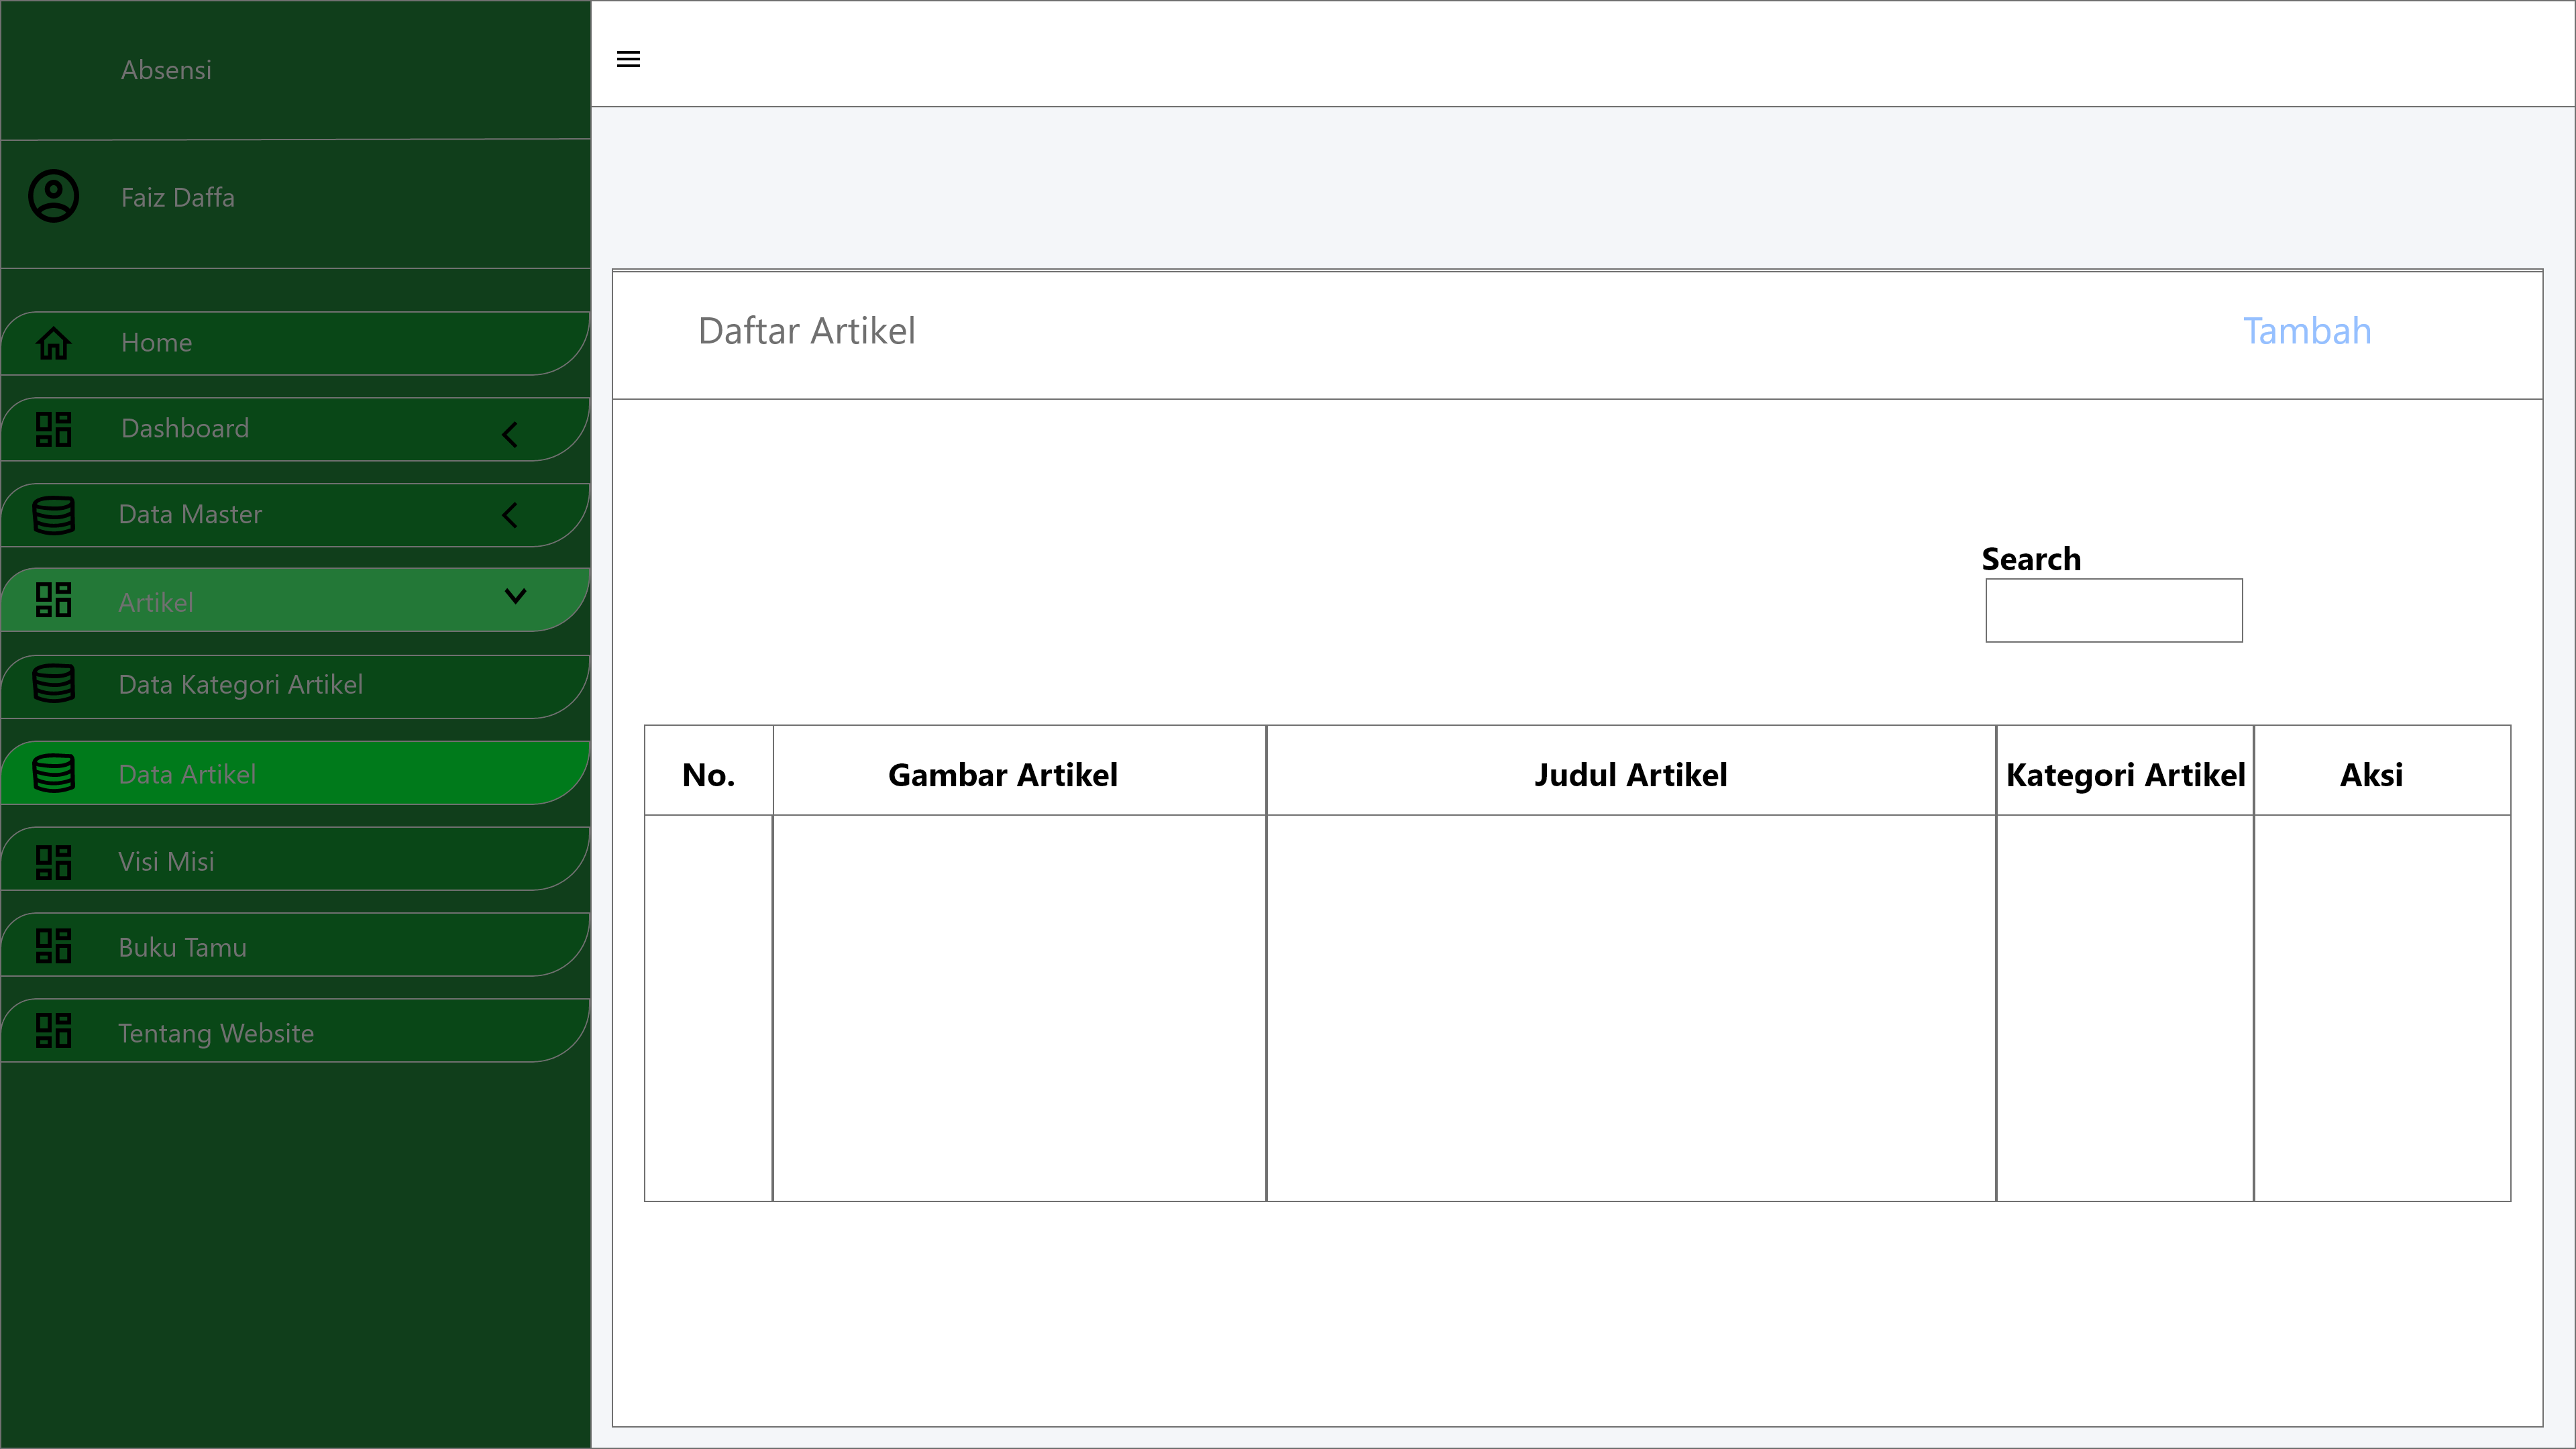 Absensi
Faiz Daffa
Home
Dashboard
Data Master
Artikel
Data Kategori Artikel
Data Artikel
Visi Misi
Buku Tamu
Tentang Website
Daftar Artikel
Tambah
Search
No.
Gambar Artikel
Judul Artikel
Kategori Artikel
Aksi